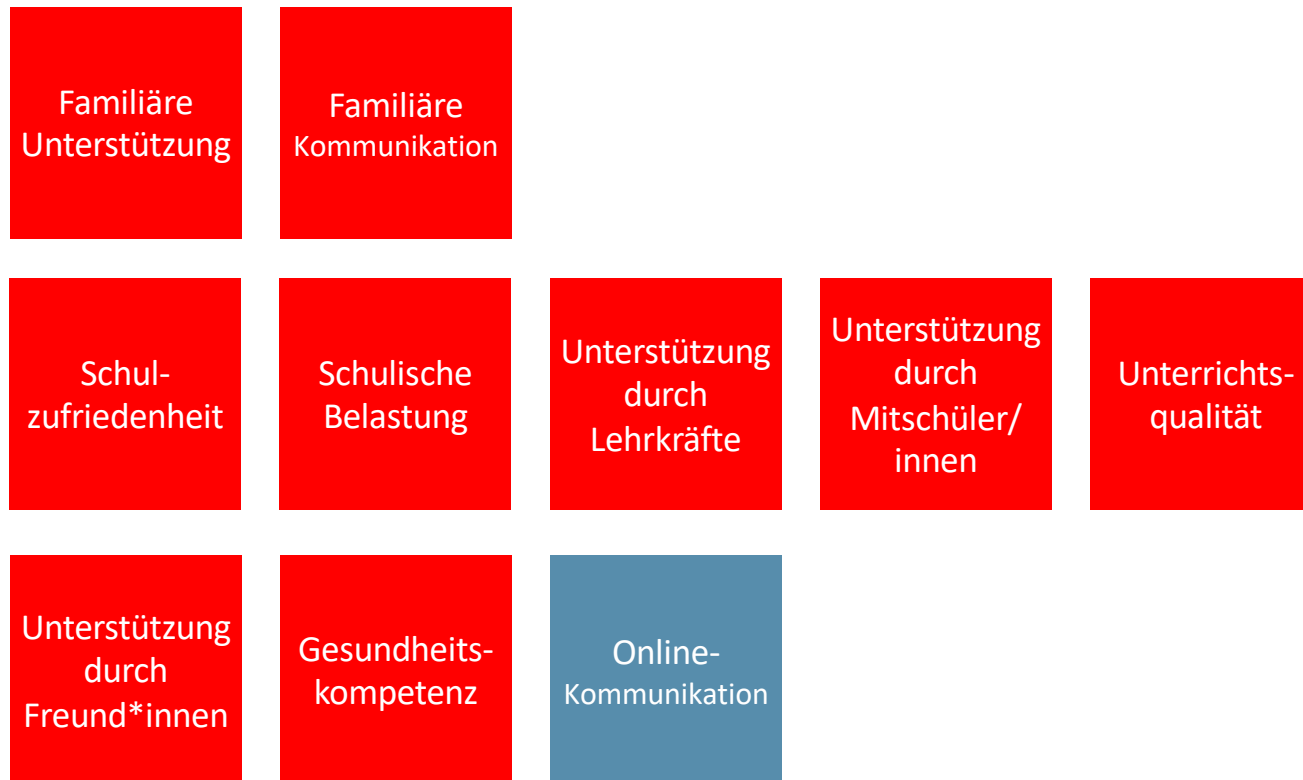 Familiäre
Unterstützung
Familiäre
Kommunikation
Schul-
zufriedenheit
Schulische
Belastung
Unterstützung
durch
Lehrkräfte
Unterstützung
durch
Mitschüler/
innen
Unterrichts-
qualität
Unterstützung
durch
Freund*innen
Gesundheits-
kompetenz
Online-
Kommunikation